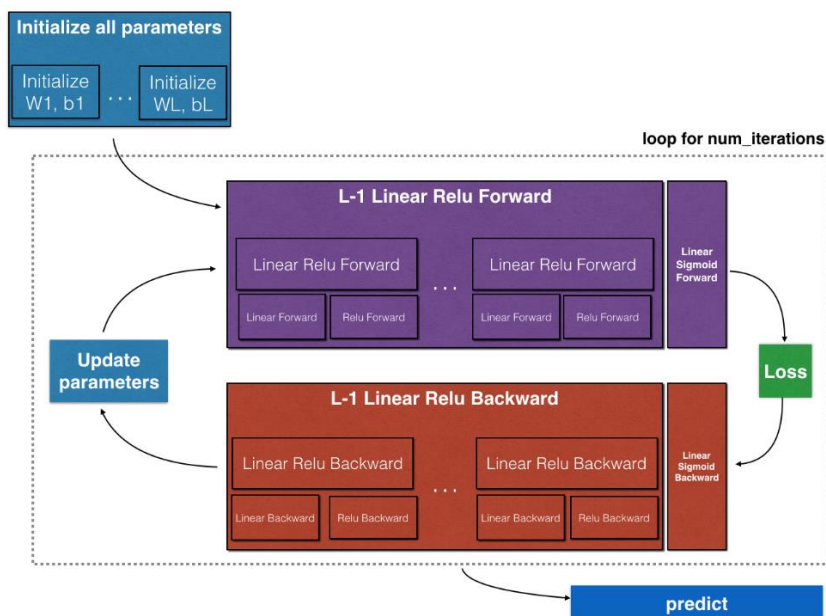 Initialize all parameters
Initialize
W1, b1
...
Initialize
WL, bL
loop for num_iterations
L-1 Linear Relu Forward
Linear Relu Forward
Linear Forward
Relu Forward
...
Linear Relu Forward
Linear Forward
Relu Forward
Linear
Sigmoid
Forward
Update
parameters
Loss
L-1 Linear Relu Backward
Linear Relu Backward
Linear Backward
Relu Backward
...
Linear Relu Backward
Linear Backward
Relu Backward
Linear
Sigmoid
Backward
predict